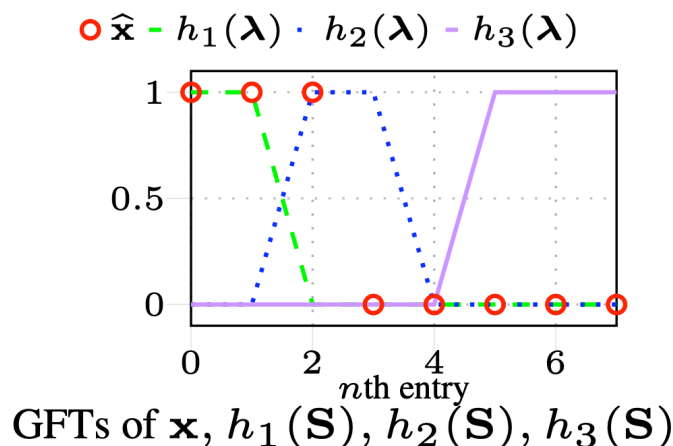 x̂ h₁(λ) h₂(λ) h₃(λ)
1
0.5
0
0 2 4 6
nth entry
GFTs of x, h₁(S), h₂(S), h₃(S)